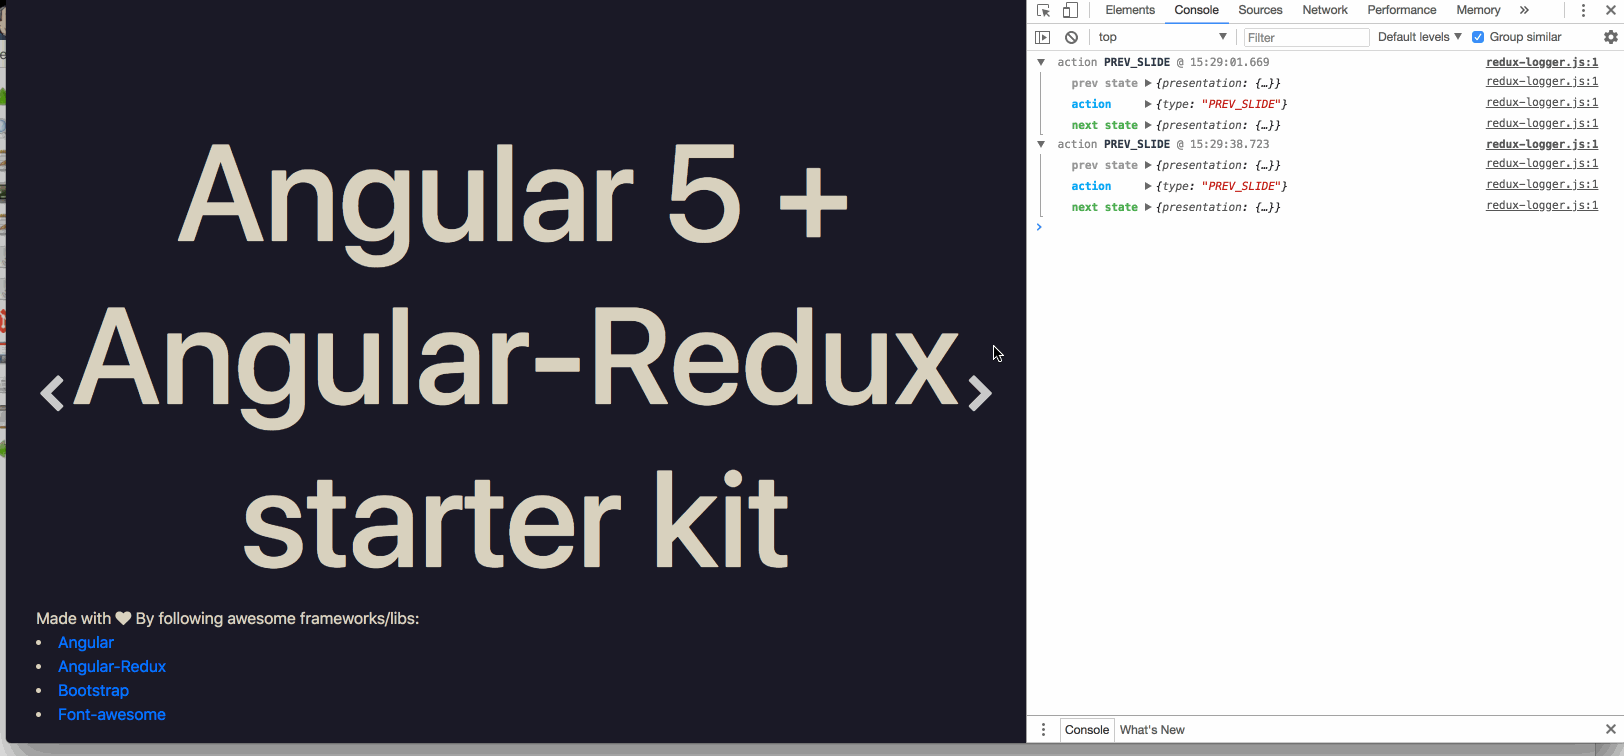 Angular 5 +
Angular-Redux
starter kit
Made with By following awesome frameworks/libs:
Angular
Angular-Redux
Bootstrap
Font-awesome
Elements Console Sources Network Performance Memory
top Filter Default levels Group similar
action PREV_SLIDE @ 15:29:01.669 redux-logger.js:1
prev state {presentation: {…}} redux-logger.js:1
action {type: "PREV_SLIDE"} redux-logger.js:1
next state {presentation: {…}} redux-logger.js:1
action PREV_SLIDE @ 15:29:38.723 redux-logger.js:1
prev state {presentation: {…}} redux-logger.js:1
action {type: "PREV_SLIDE"} redux-logger.js:1
next state {presentation: {…}} redux-logger.js:1
Console What's New